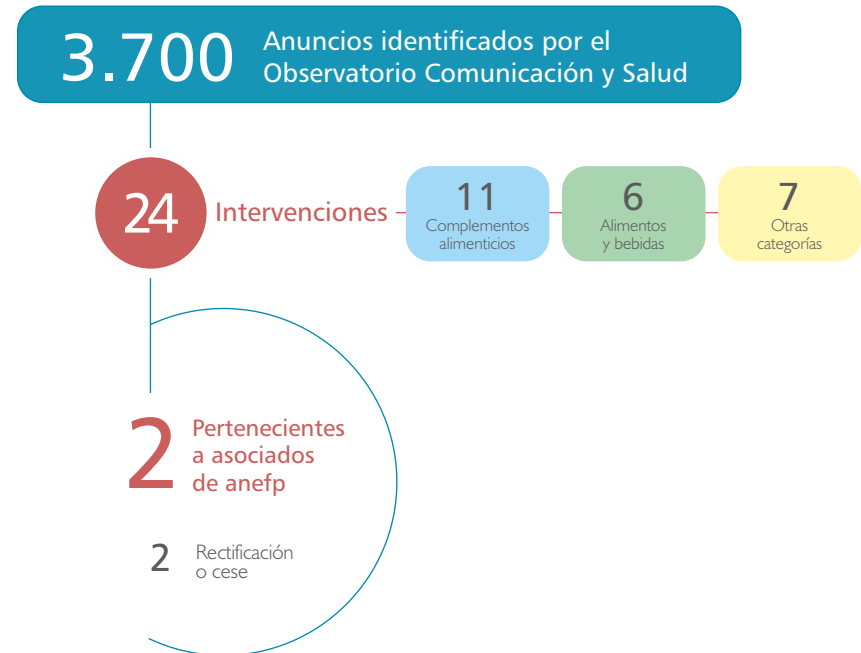 3.700
Anuncios identificados por el
Observatorio Comunicación y Salud
24
Intervenciones
11
Complementos
alimenticios
6
Alimentos
y bebidas
7
Otras
categorías
2
Pertenecientes
a asociados
de anefp
2
Rectificación
o cese